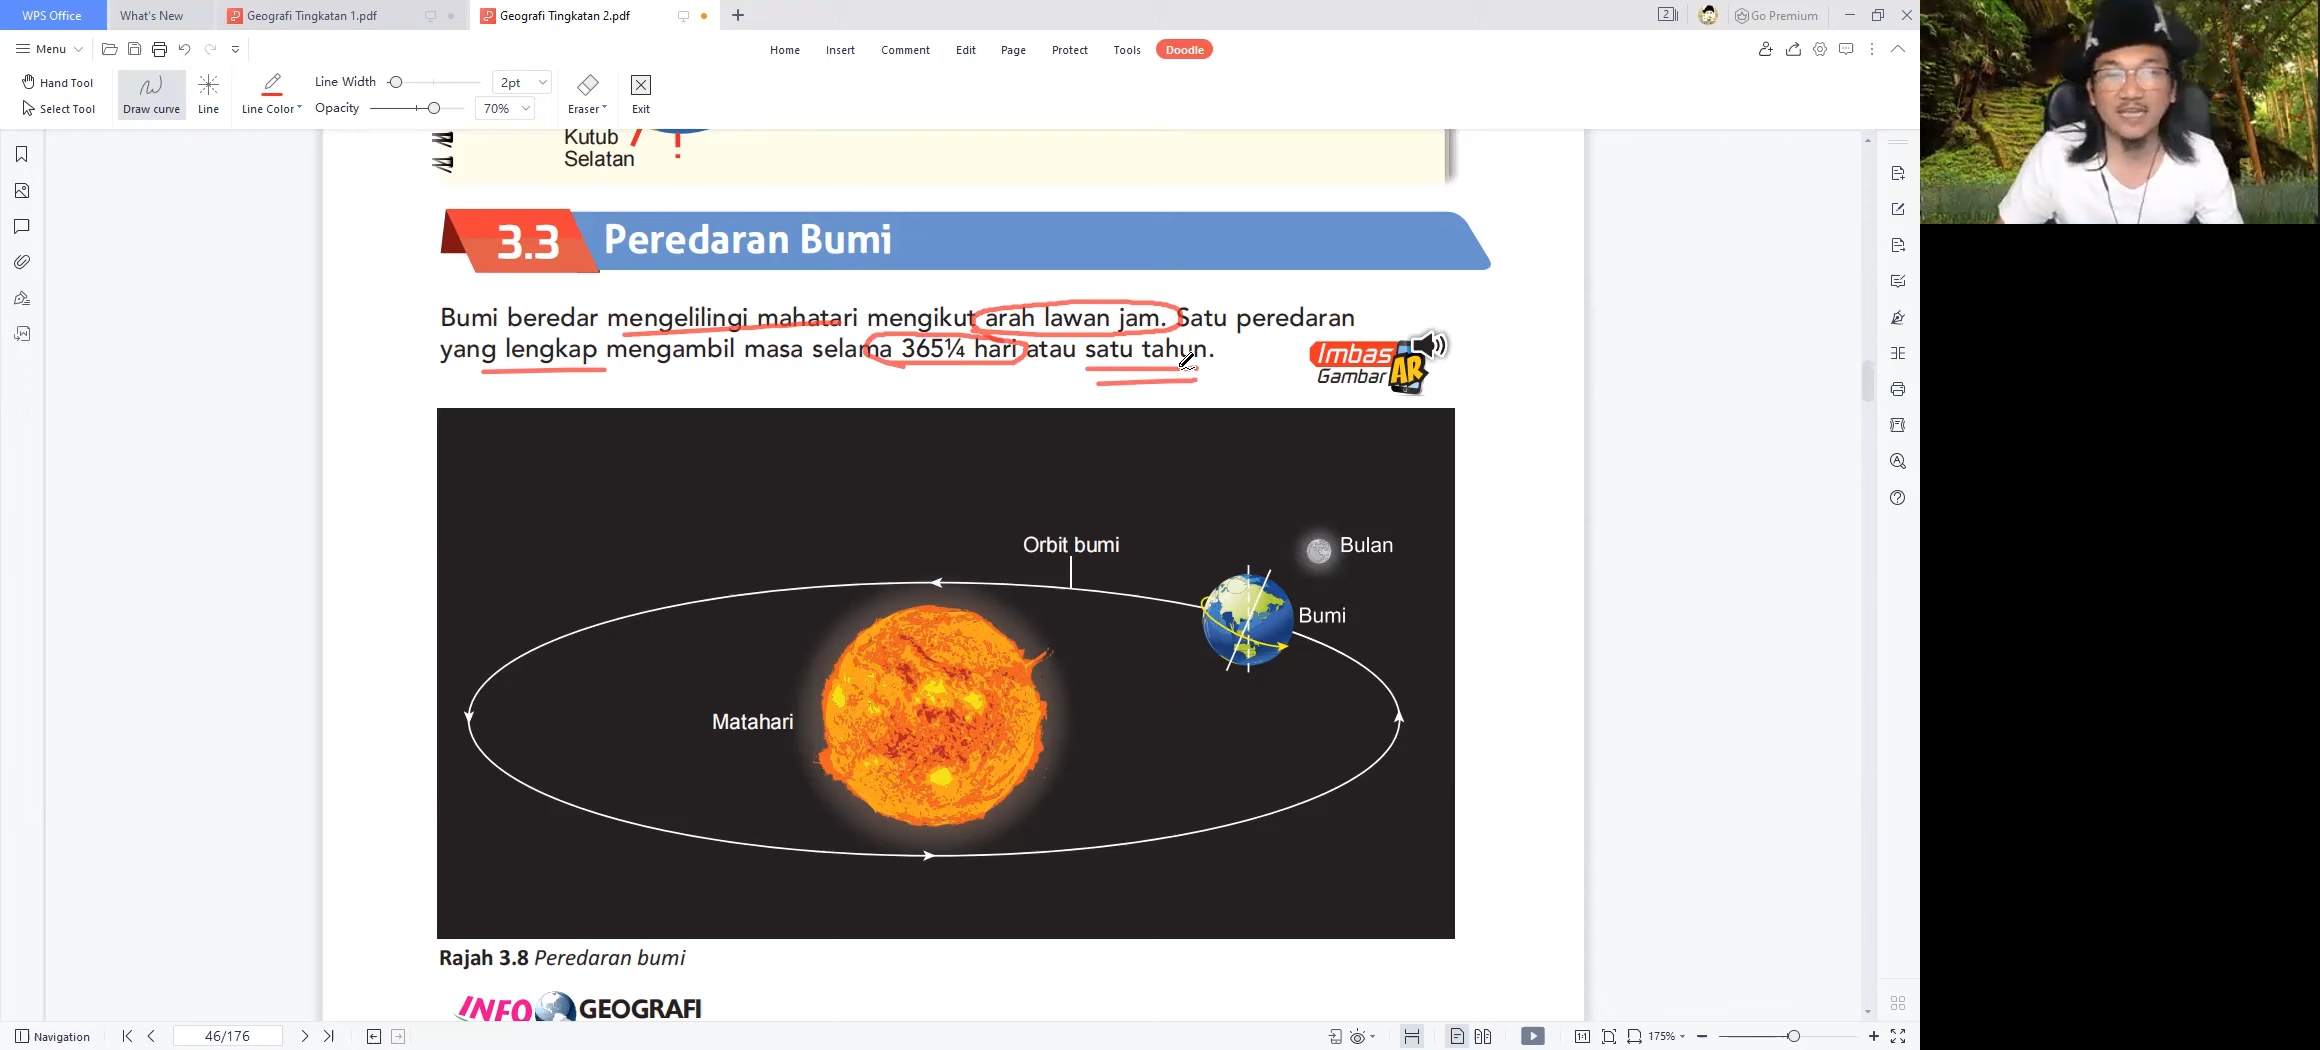 WPS Office What's New Geografi Tingkatan 1.pdf Geografi Tingkatan 2.pdf 2 Go Premium
Menu Home Insert Comment Edit Page Protect Tools Doodle
Hand Tool Line Width 2pt
Select Tool Draw curve Line Line Color Opacity 70% Eraser Exit
Kutub
Selatan
3.3 Peredaran Bumi
Bumi beredar mengelilingi mahatari mengikut arah lawan jam. Satu peredaran
yang lengkap mengambil masa selama 365¼ hari atau satu tahun.
Imbas
Gambar AR
Orbit bumi
Bulan
Bumi
Matahari
Rajah 3.8 Peredaran bumi
INFO GEOGRAFI
Navigation 46/176 1:1 175%